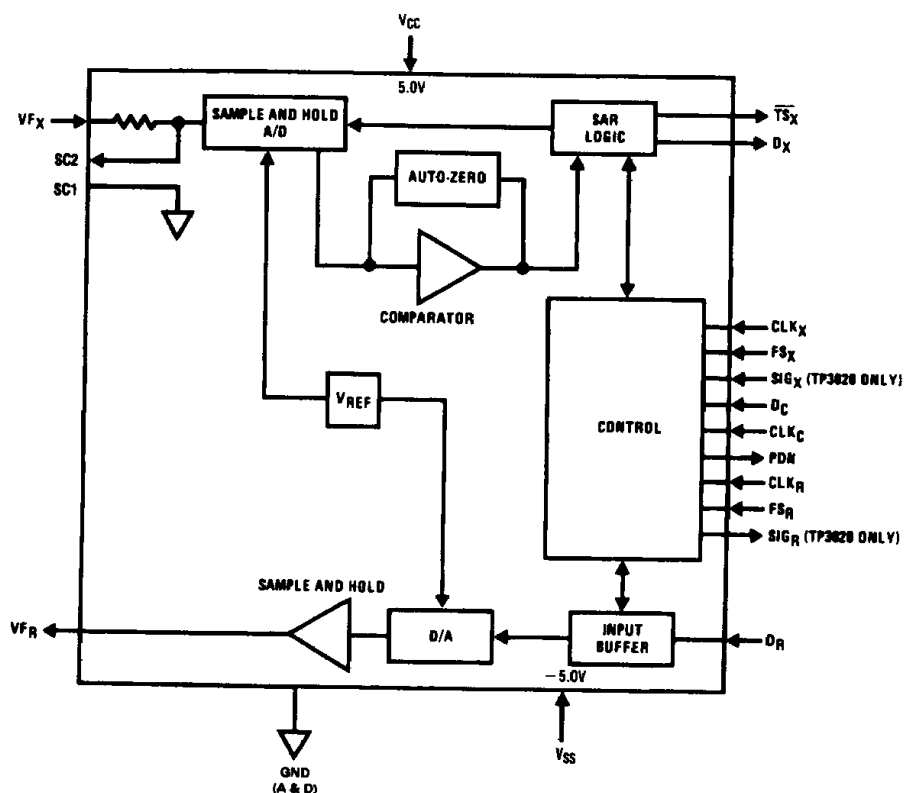 VCC
5.0V
VFX
SC2
SC1
SAMPLE AND HOLD
A/D
SAR
LOGIC
TSX
DX
AUTO-ZERO
COMPARATOR
VREF
CONTROL
CLKX
FSX
SIGX (TP3020 ONLY)
DC
CLKC
PDN
CLKR
FSR
SIGR (TP3020 ONLY)
SAMPLE AND HOLD
VFR
D/A
INPUT
BUFFER
DR
−5.0V
VSS
GND
(A & D)